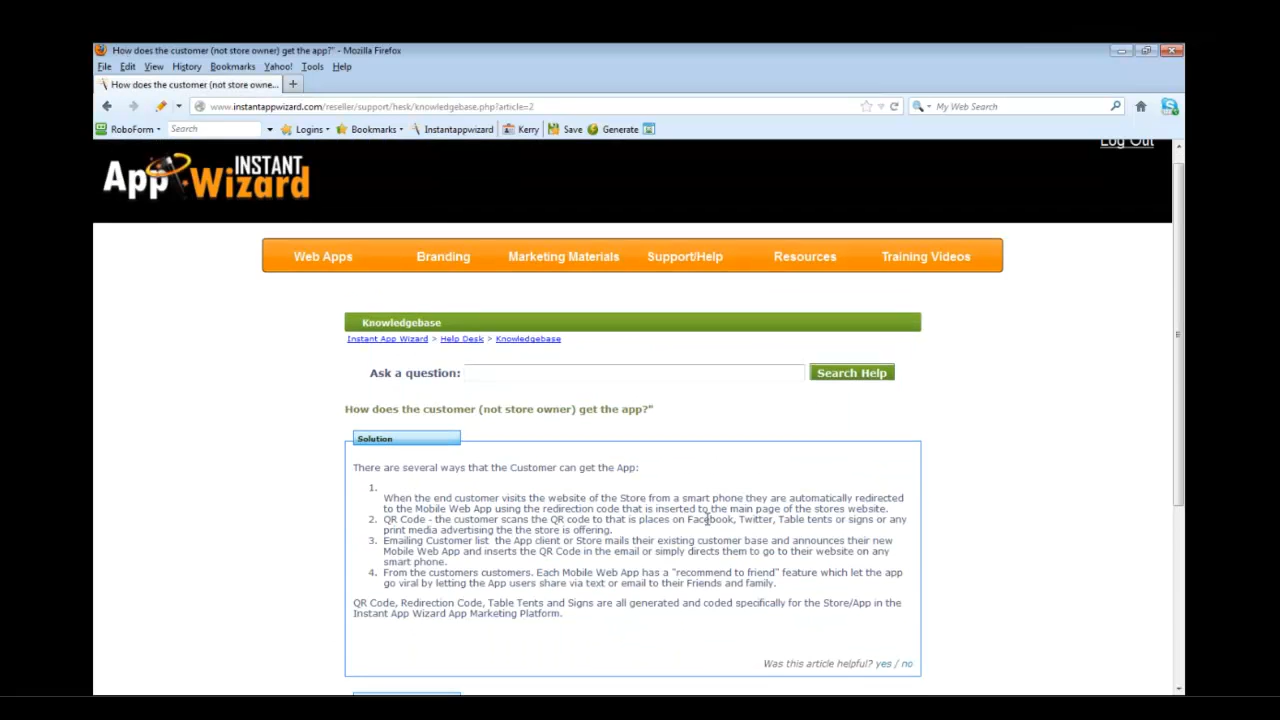 How does the customer (not store owner) get the app?" - Mozilla Firefox
File Edit View History Bookmarks Yahoo! Tools Help
How does the customer (not store owne... +
www.instantappwizard.com/reseller/support/hesk/knowledgebase.php?article=2 My Web Search
RoboForm Search Logins Bookmarks Instantappwizard Kerry Save Generate
Log Out
App INSTANT Wizard
Web Apps Branding Marketing Materials Support/Help Resources Training Videos
Knowledgebase
Instant App Wizard > Help Desk > Knowledgebase
Ask a question: Search Help
How does the customer (not store owner) get the app?"
Solution
There are several ways that the Customer can get the App:
1.
When the end customer visits the website of the Store from a smart phone they are automatically redirected
to the Mobile Web App using the redirection code that is inserted to the main page of the stores website.
2. QR Code - the customer scans the QR code to that is places on Facebook, Twitter, Table tents or signs or any
print media advertising the the store is offering.
3. Emailing Customer list the App client or Store mails their existing customer base and announces their new
Mobile Web App and inserts the QR Code in the email or simply directs them to go to their website on any
smart phone.
4. From the customers customers. Each Mobile Web App has a "recommend to friend" feature which let the app
go viral by letting the App users share via text or email to their Friends and family.
QR Code, Redirection Code, Table Tents and Signs are all generated and coded specifically for the Store/App in the
Instant App Wizard App Marketing Platform.
Was this article helpful? yes / no